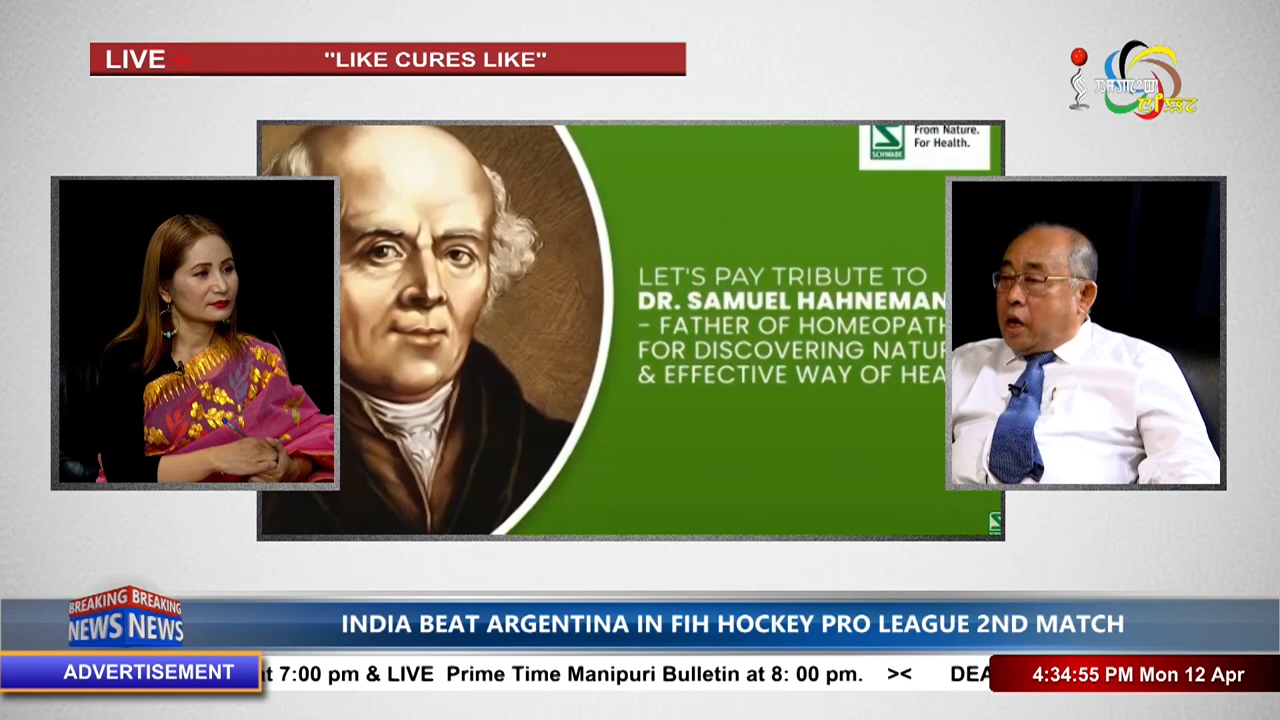 LIVE
"LIKE CURES LIKE"
From Nature.
For Health.
SCHWABE
LET'S PAY TRIBUTE TO
DR. SAMUEL HAHNEMAN
- FATHER OF HOMEOPATH
FOR DISCOVERING NATUR
& EFFECTIVE WAY OF HEA
BREAKING BREAKING
NEWS NEWS
INDIA BEAT ARGENTINA IN FIH HOCKEY PRO LEAGUE 2ND MATCH
ADVERTISEMENT
t 7:00 pm & LIVE Prime Time Manipuri Bulletin at 8: 00 pm. >< DEA
4:34:55 PM Mon 12 Apr